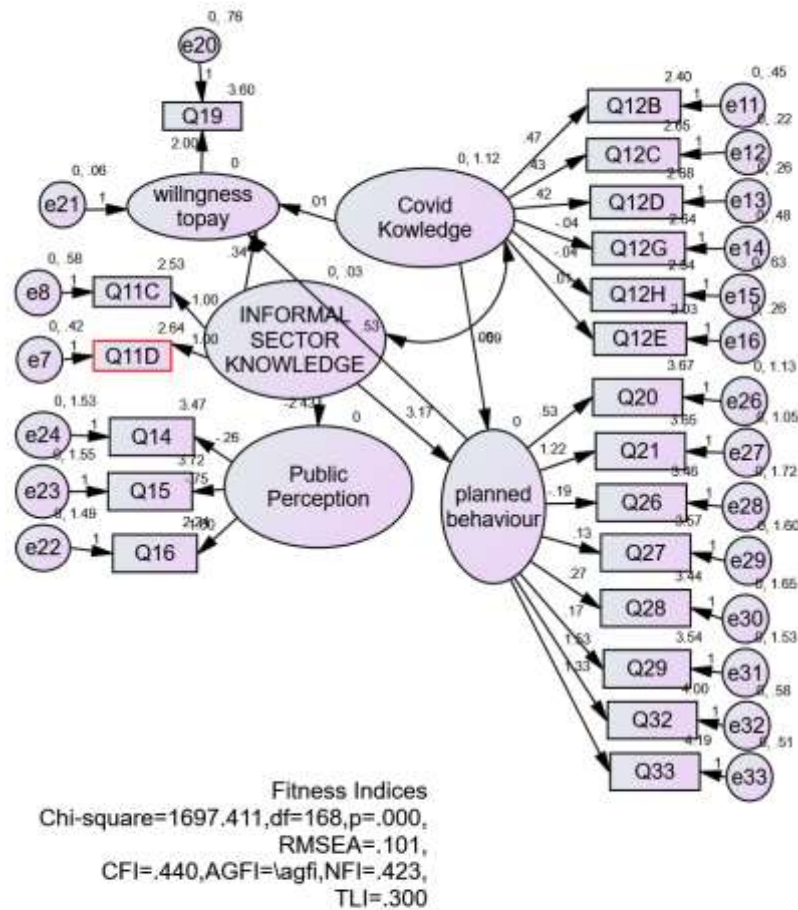 0, .76
e20
1
3.60
Q19
2.00
0
0, .06
e21
1
willngness
topay
.01
0, 1.12
Covid
Kowledge
2.40
0, .45
Q12B
1
e11
.47
2.65
0, .22
Q12C
1
e12
.43
2.68
0, .26
Q12D
1
e13
.42
2.64
0, .48
Q12G
1
e14
-.04
0, .63
Q12H
1
e15
-.04
3.03
0, .26
Q12E
1
e16
.01
.34
0, .03
0, .58
2.53
e8
1
Q11C
1.00
INFORMAL
SECTOR
KNOWLEDGE
.53
0, .42
2.64
e7
1
Q11D
1.00
-2.43
3.17
0
0, 1.53
3.47
e24
1
Q14
-.26
0, 1.55
3.72
e23
1
Q15
.75
0, 1.49
e22
1
Q16
Public
Perception
0
planned
behaviour
3.67
0, 1.13
Q20
1
e26
.53
3.65
0, 1.05
Q21
1
e27
1.22
3.46
0, 1.72
Q26
1
e28
-.19
3.57
0, 1.60
Q27
1
e29
.13
3.44
0, 1.65
Q28
1
e30
.27
3.54
0, 1.53
Q29
1
e31
.17
4.00
0, .58
Q32
1
e32
1.53
4.19
0, .51
Q33
1
e33
1.33
Fitness Indices
Chi-square=1697.411,df=168,p=.000,
RMSEA=.101,
CFI=.440,AGFI=\agfi,NFI=.423,
TLI=.300